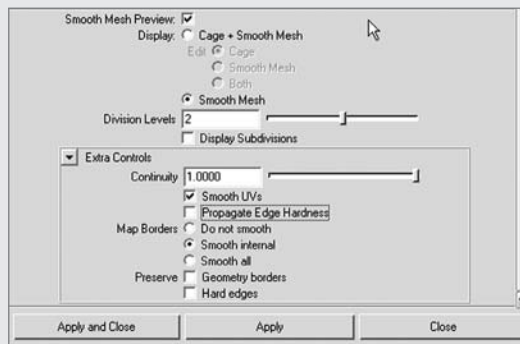 Smooth Mesh Preview:
Display: Cage + Smooth Mesh
Edit Cage
Smooth Mesh
Both
Smooth Mesh
Division Levels 2
Display Subdivisions
Extra Controls
Continuity 1.0000
Smooth UVs
Propagate Edge Hardness
Map Borders Do not smooth
Smooth internal
Smooth all
Preserve Geometry borders
Hard edges
Apply and Close Apply Close